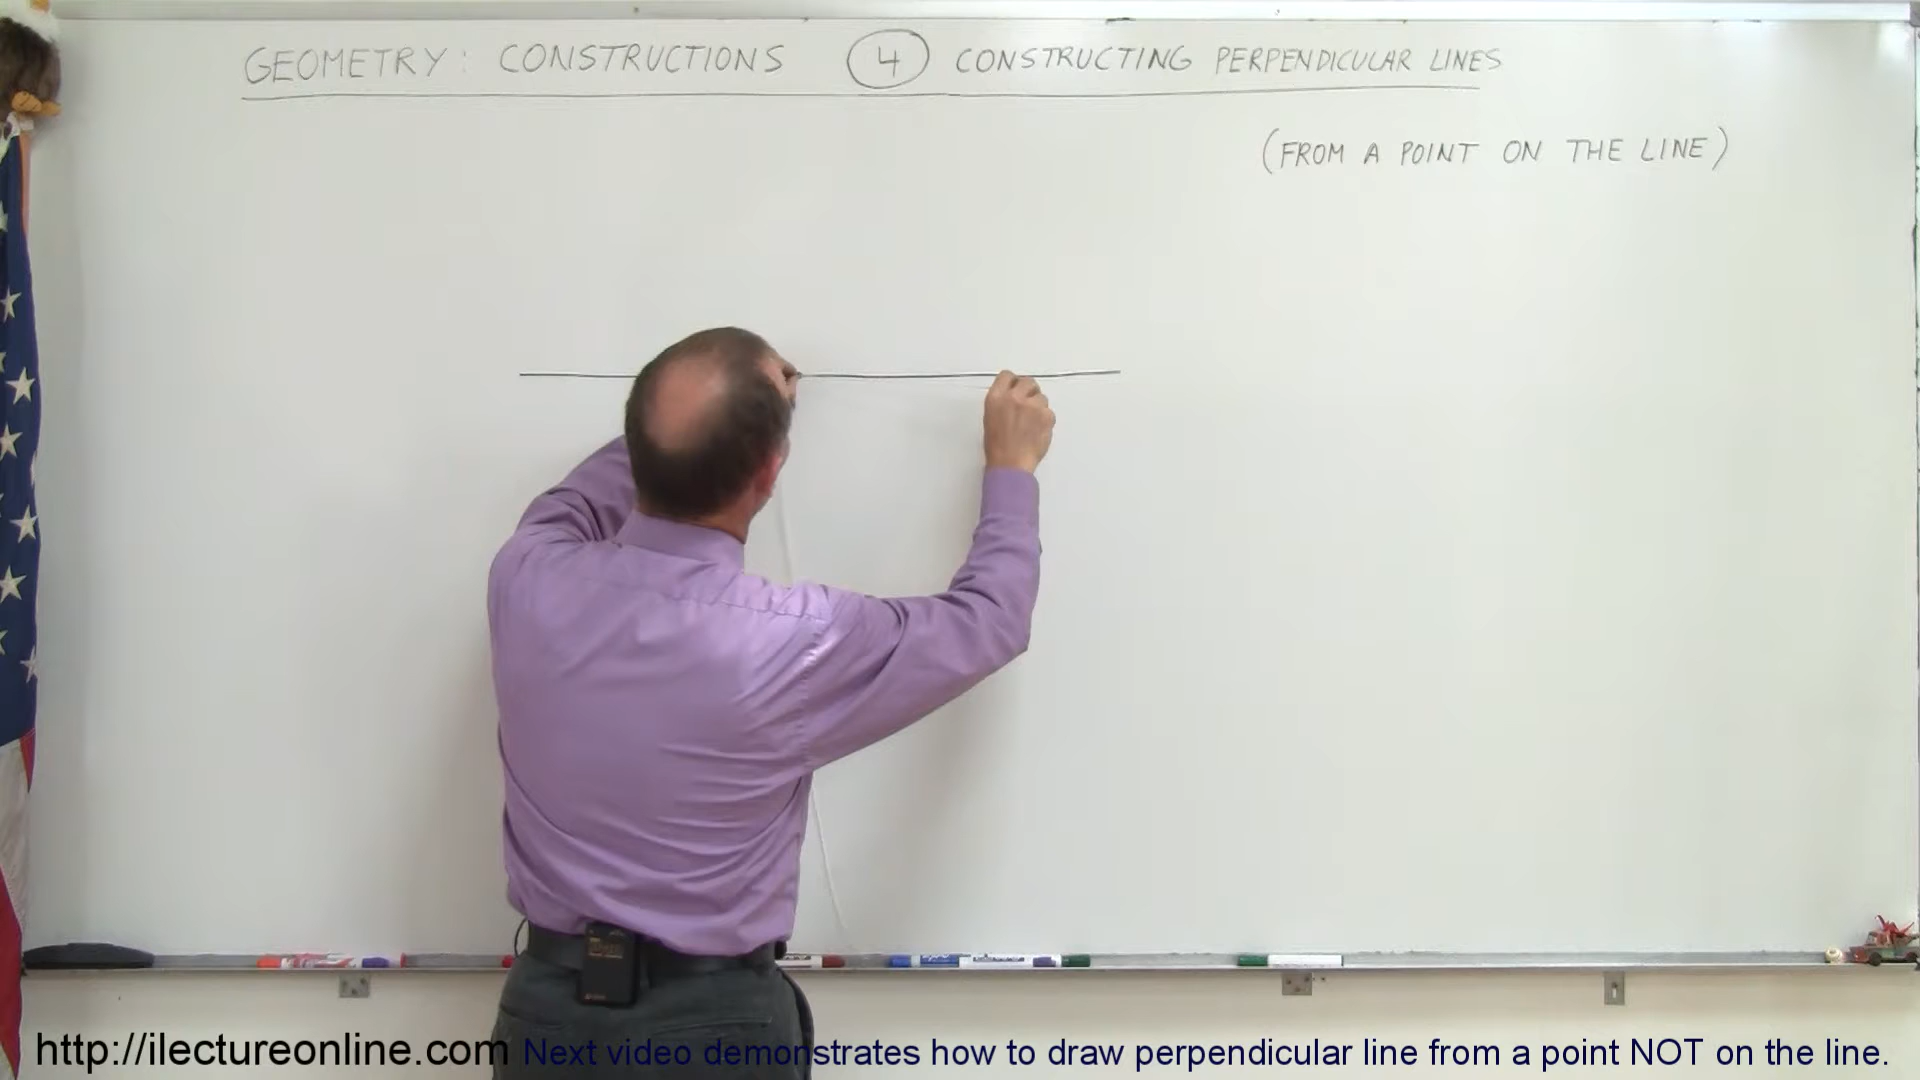 GEOMETRY: CONSTRUCTIONS 4 CONSTRUCTING PERPENDICULAR LINES
(FROM A POINT ON THE LINE)
http://ilectureonline.com Next video demonstrates how to draw perpendicular line from a point NOT on the line.